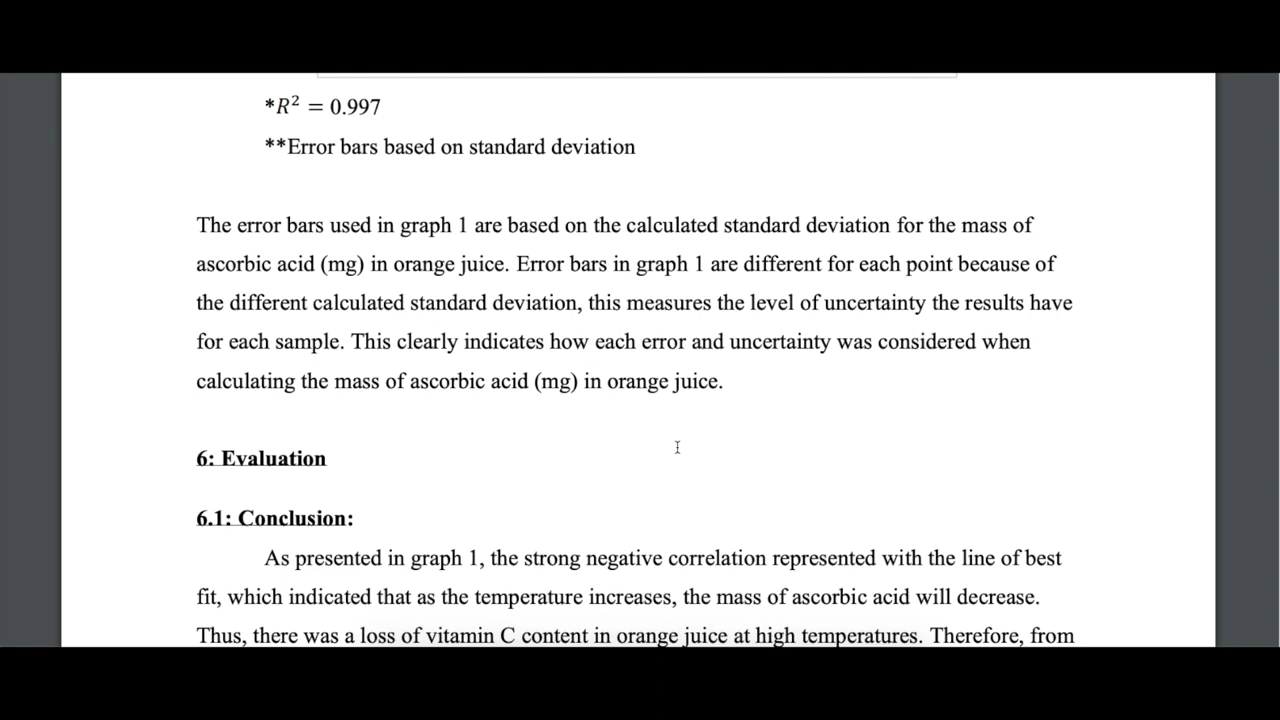 *R² = 0.997
**Error bars based on standard deviation
The error bars used in graph 1 are based on the calculated standard deviation for the mass of
ascorbic acid (mg) in orange juice. Error bars in graph 1 are different for each point because of
the different calculated standard deviation, this measures the level of uncertainty the results have
for each sample. This clearly indicates how each error and uncertainty was considered when
calculating the mass of ascorbic acid (mg) in orange juice.
6: Evaluation
6.1: Conclusion:
As presented in graph 1, the strong negative correlation represented with the line of best
fit, which indicated that as the temperature increases, the mass of ascorbic acid will decrease.
Thus, there was a loss of vitamin C content in orange juice at high temperatures. Therefore, from